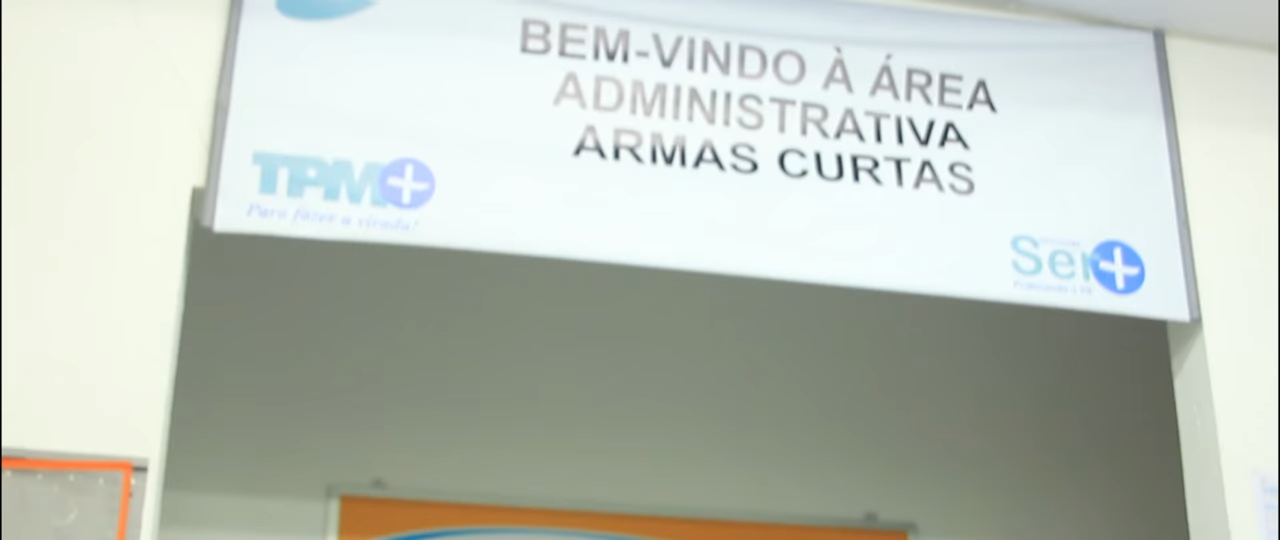 BEM-VINDO À ÁREA
ADMINISTRATIVA
ARMAS CURTAS
TPM+
Para fazer a virada!
Ser+